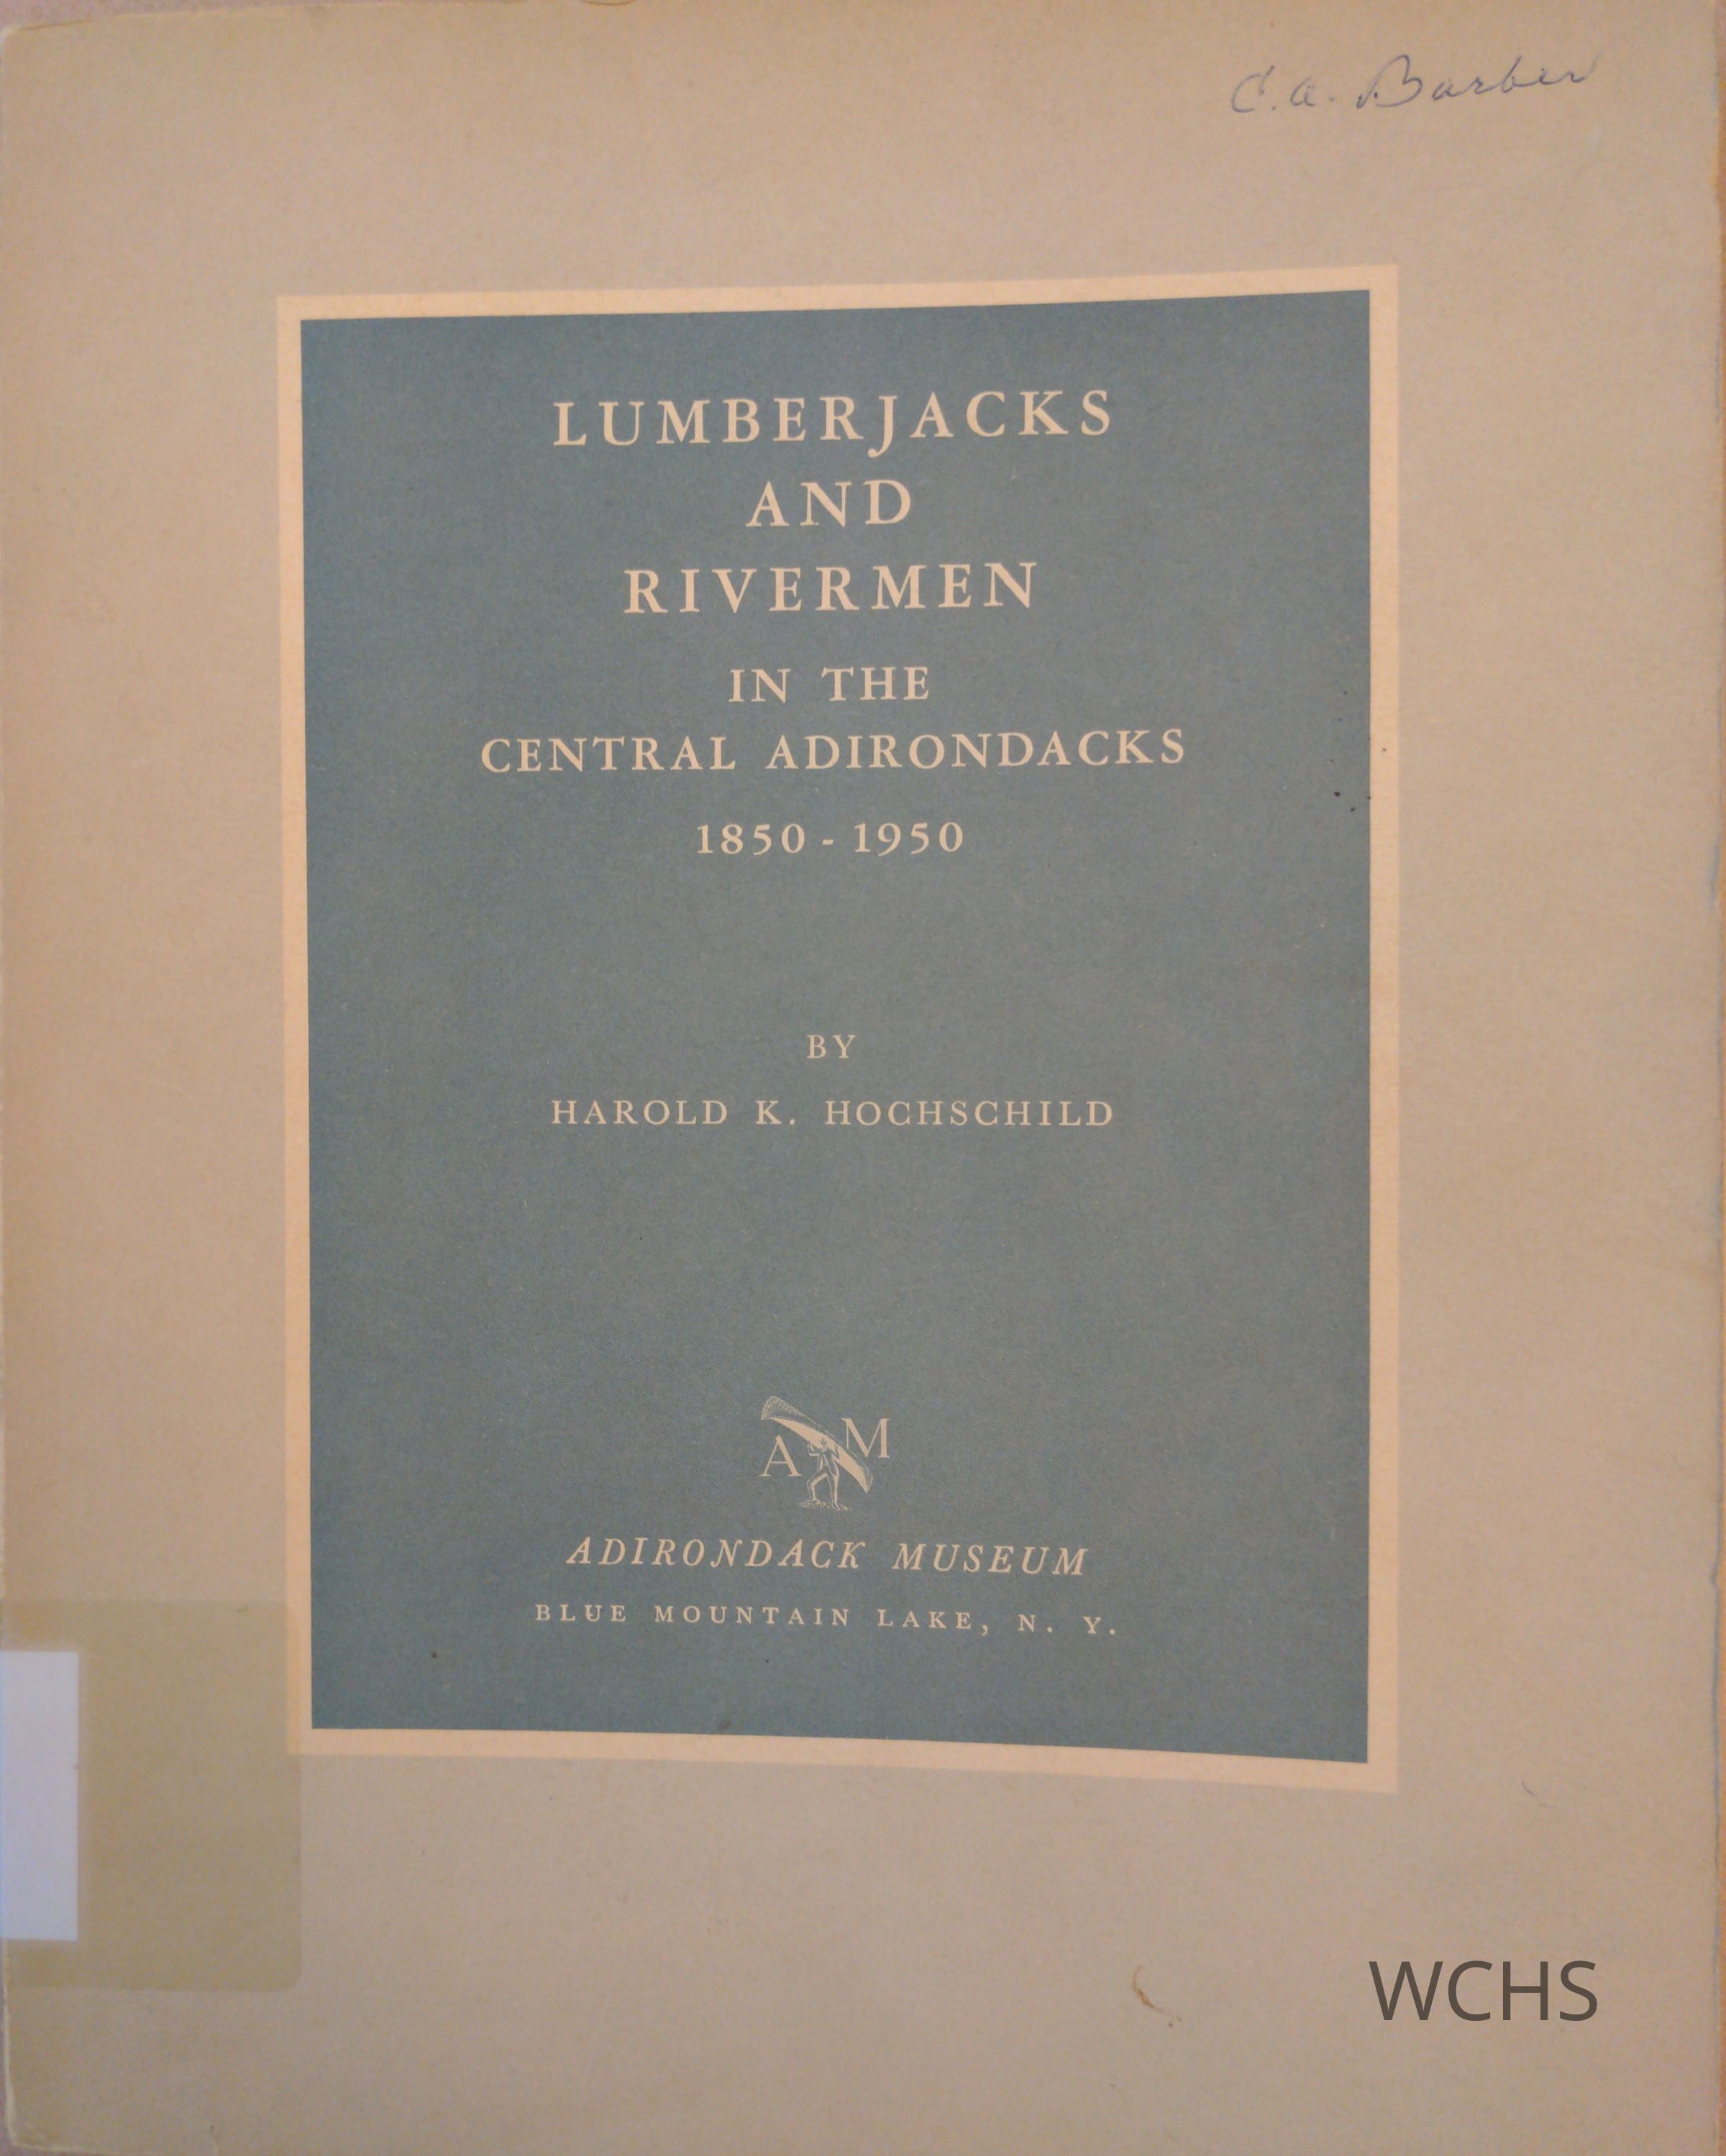 C. A. Barber
LUMBERJACKS
AND
RIVERMEN
IN THE
CENTRAL ADIRONDACKS
1850 - 1950
BY
HAROLD K. HOCHSCHILD
A M
ADIRONDACK MUSEUM
BLUE MOUNTAIN LAKE, N. Y.
WCHS